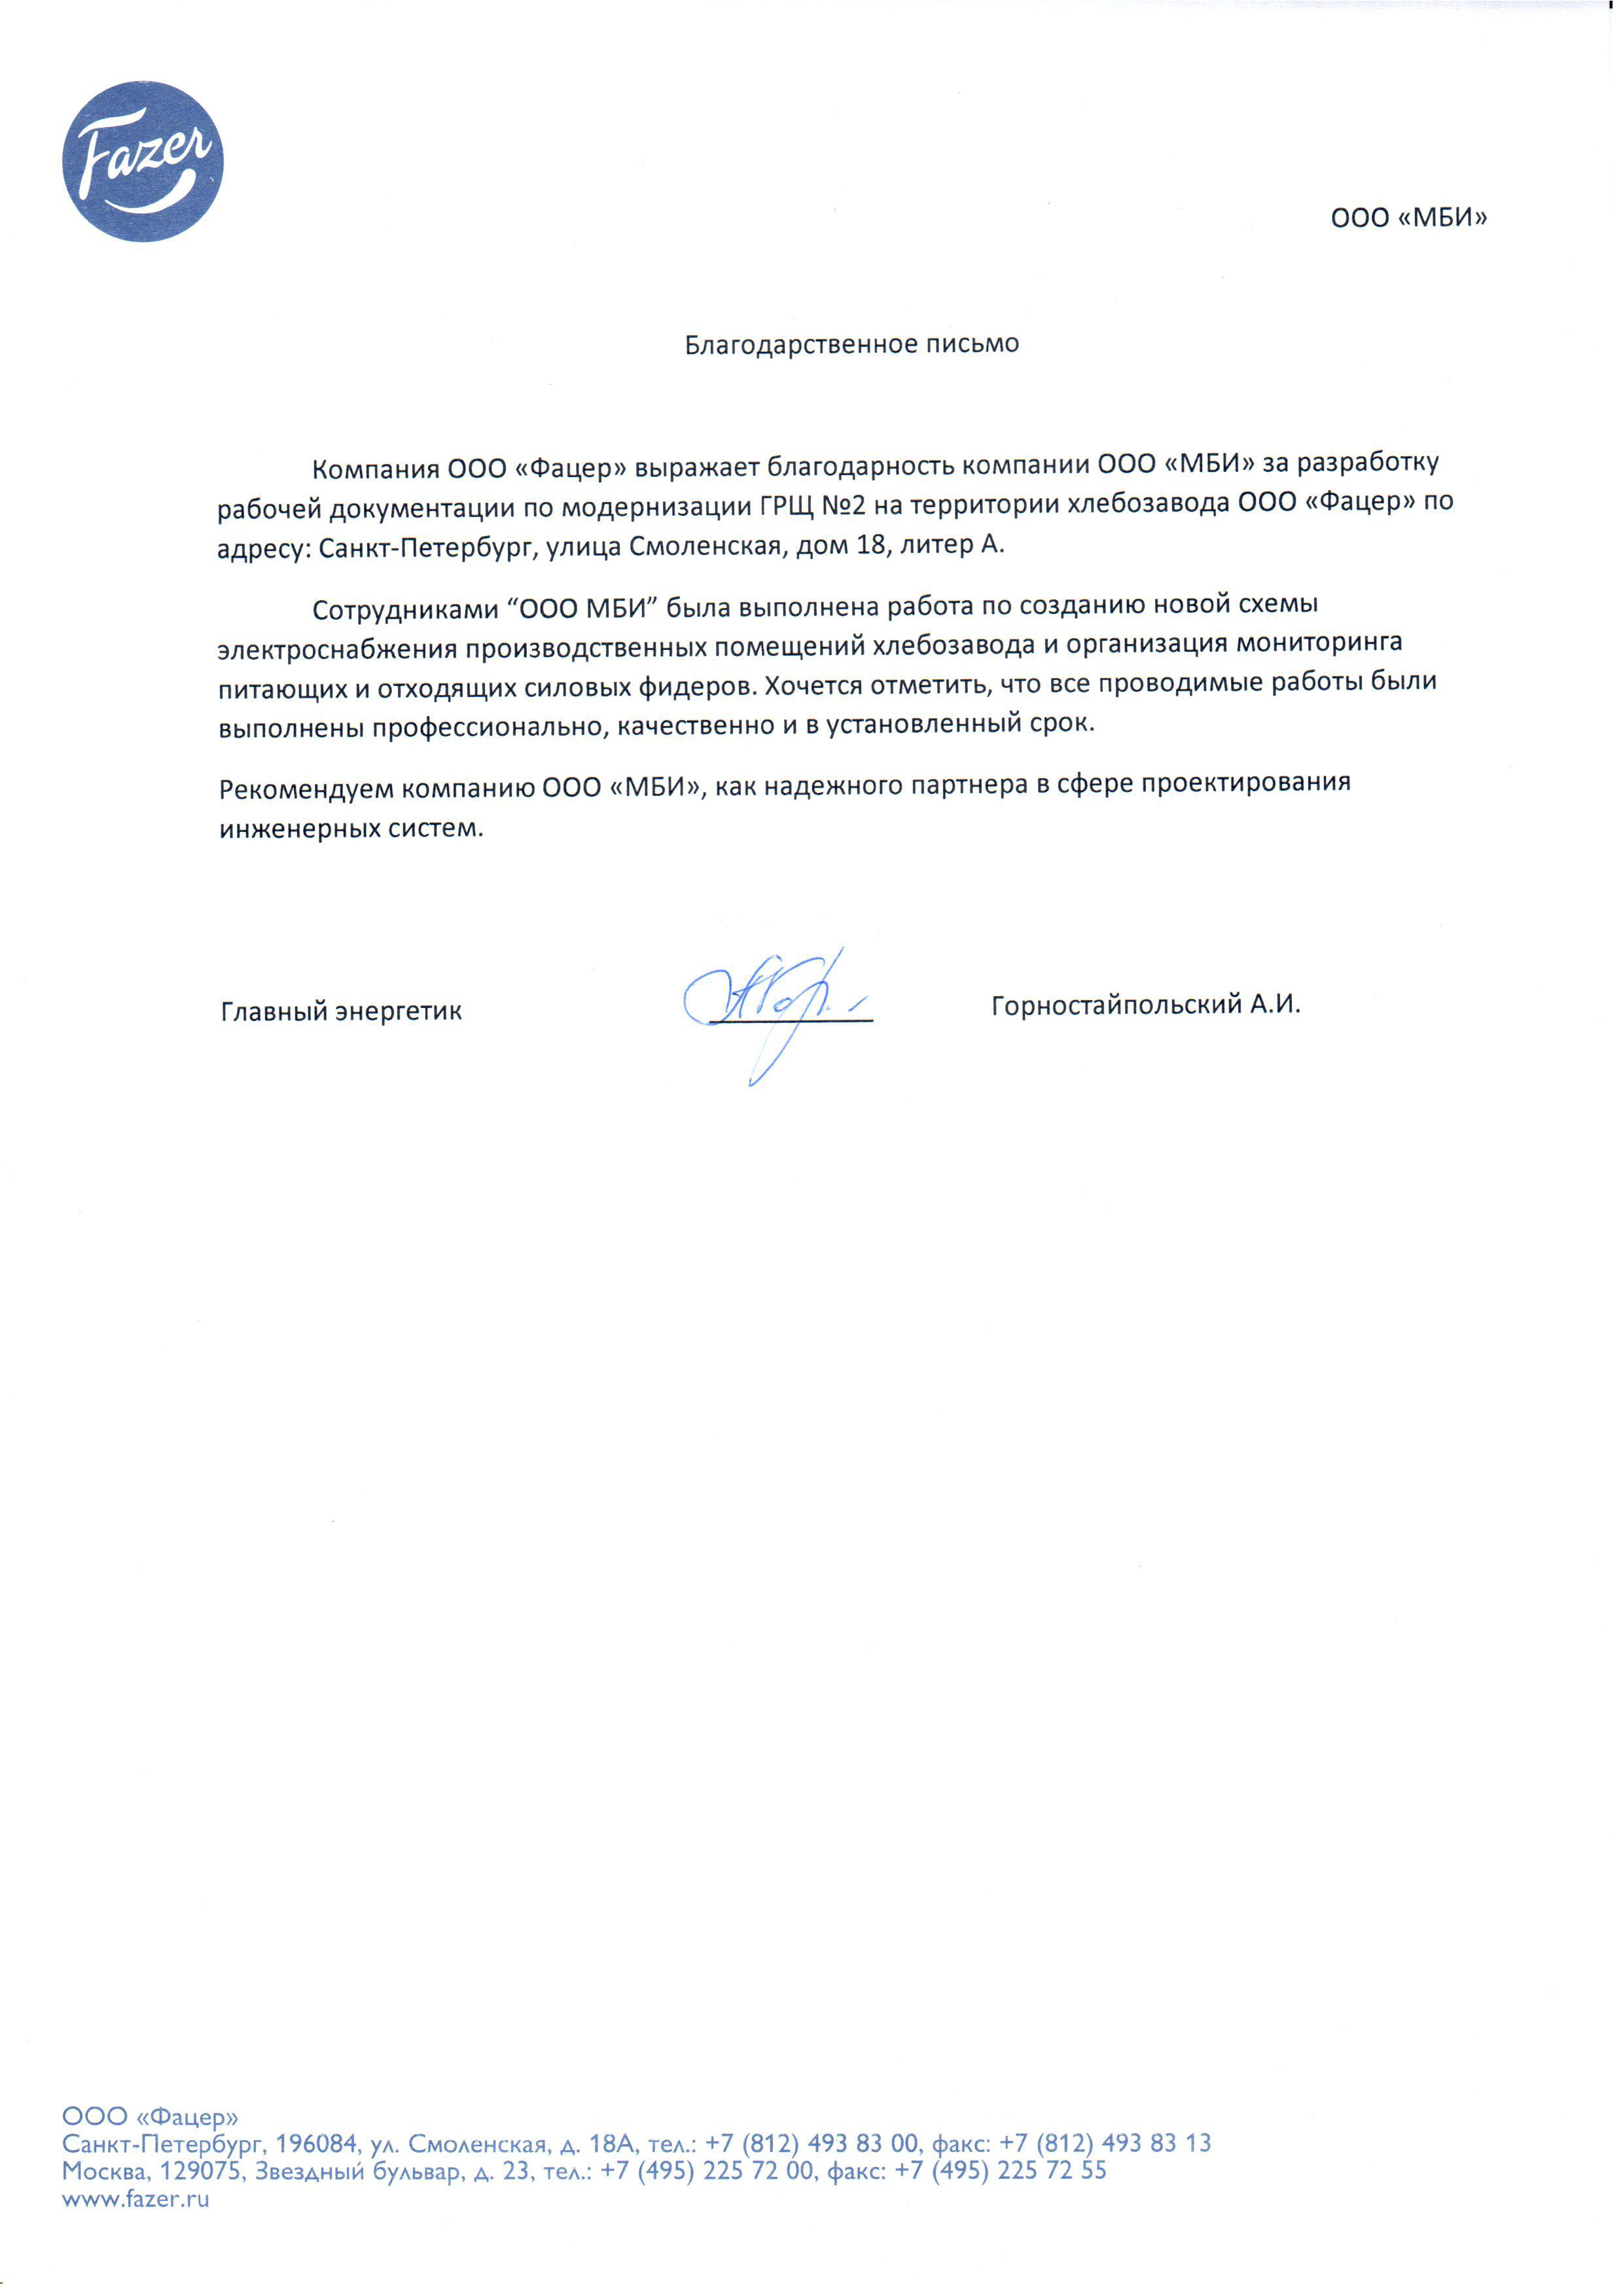 Fazer
ООО «МБИ»
Благодарственное письмо
Компания ООО «Фацер» выражает благодарность компании ООО «МБИ» за разработку
рабочей документации по модернизации ГРЩ №2 на территории хлебозавода ООО «Фацер» по
адресу: Санкт-Петербург, улица Смоленская, дом 18, литер А.
Сотрудниками “ООО МБИ” была выполнена работа по созданию новой схемы
электроснабжения производственных помещений хлебозавода и организация мониторинга
питающих и отходящих силовых фидеров. Хочется отметить, что все проводимые работы были
выполнены профессионально, качественно и в установленный срок.
Рекомендуем компанию ООО «МБИ», как надежного партнера в сфере проектирования
инженерных систем.
Главный энергетик Горностайпольский А.И.
ООО «Фацер»
Санкт-Петербург, 196084, ул. Смоленская, д. 18А, тел.: +7 (812) 493 83 00, факс: +7 (812) 493 83 13
Москва, 129075, Звездный бульвар, д. 23, тел.: +7 (495) 225 72 00, факс: +7 (495) 225 72 55
www.fazer.ru